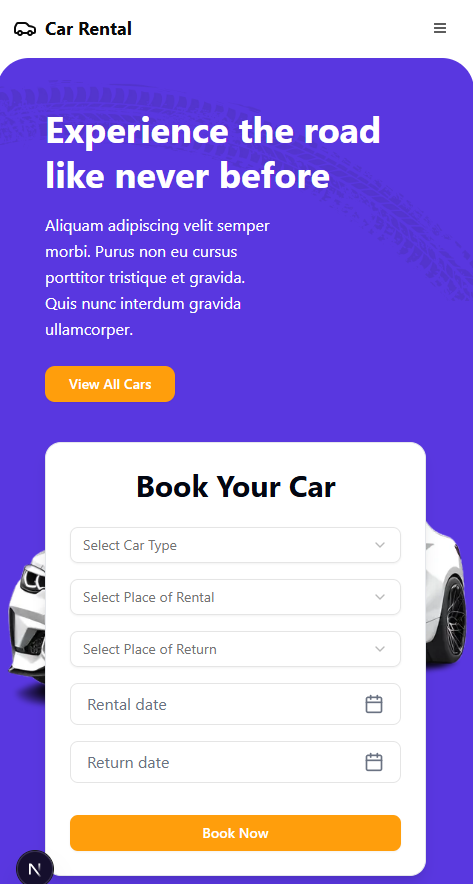 Car Rental
Experience the road
like never before
Aliquam adipiscing velit semper
morbi. Purus non eu cursus
porttitor tristique et gravida.
Quis nunc interdum gravida
ullamcorper.
View All Cars
Book Your Car
Select Car Type
Select Place of Rental
Select Place of Return
Rental date
Return date
Book Now
N